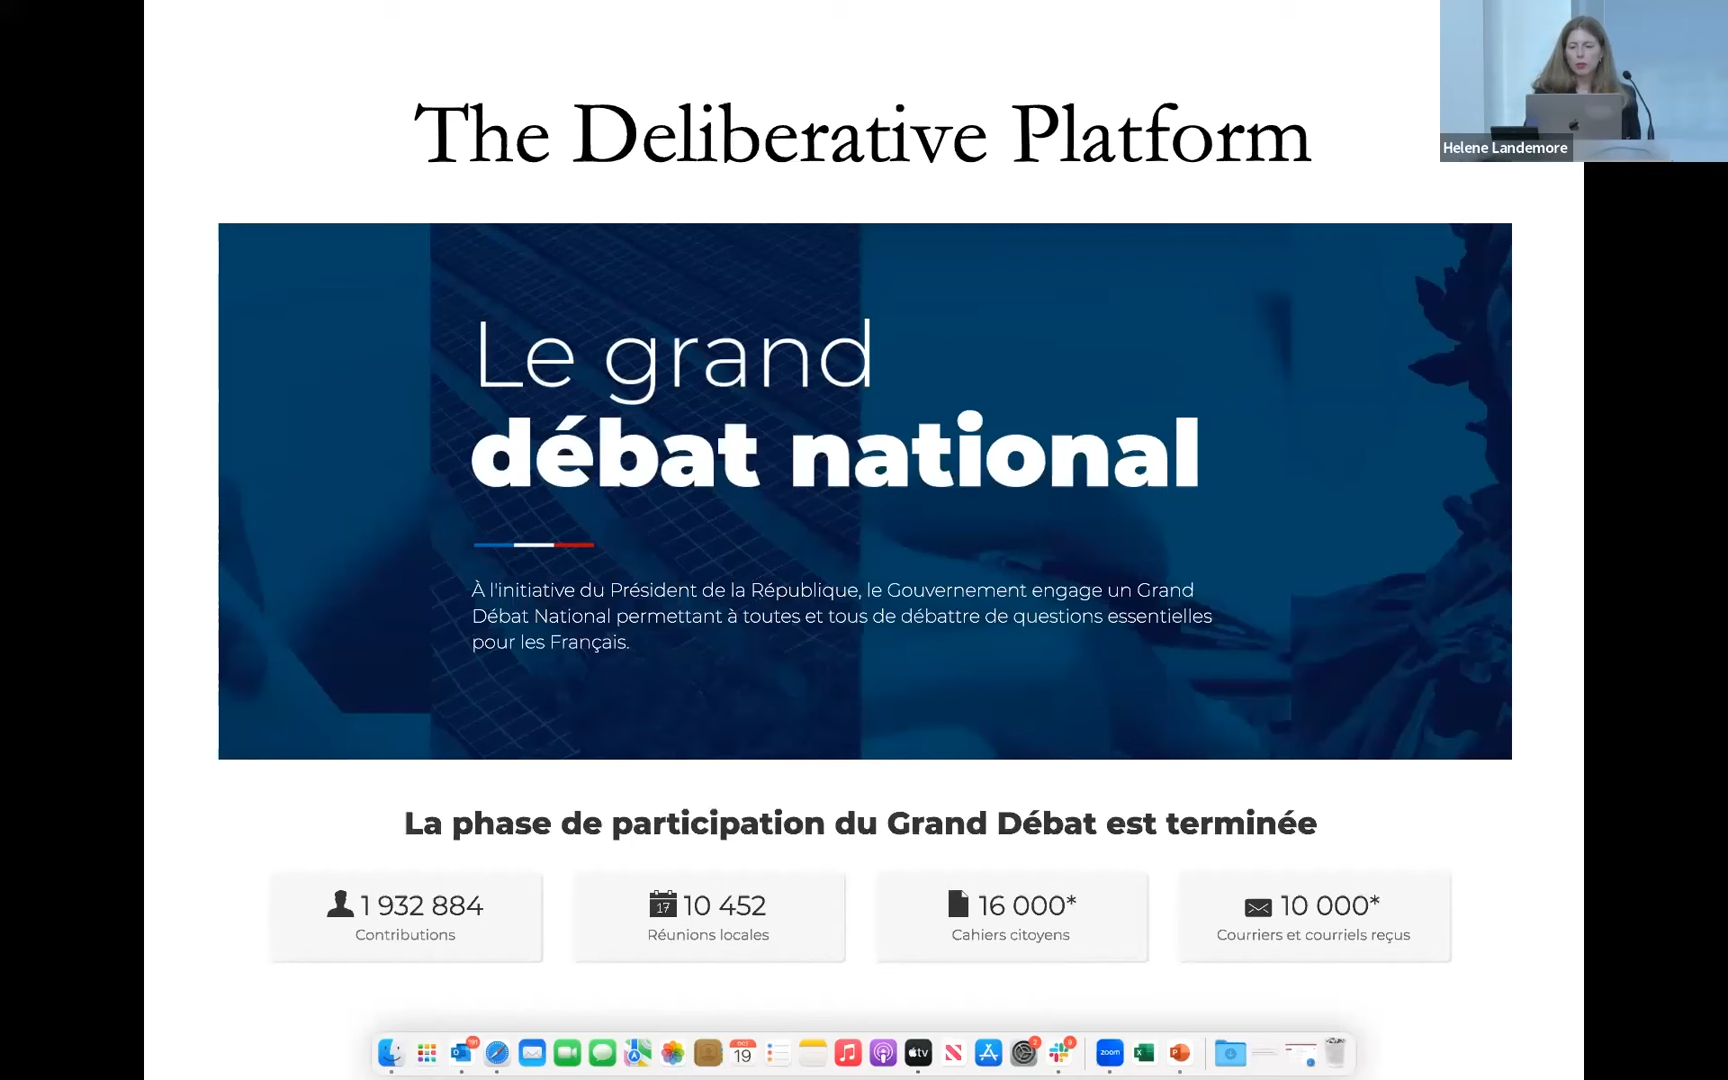 The Deliberative Platform
Helene Landemore
Le grand
débat national
À l'initiative du Président de la République, le Gouvernement engage un Grand
Débat National permettant à toutes et tous de débattre de questions essentielles
pour les Français.
La phase de participation du Grand Débat est terminée
1 932 884
Contributions
17
10 452
Réunions locales
16 000*
Cahiers citoyens
10 000*
Courriers et courriels reçus
OCT
19
tv
zoom